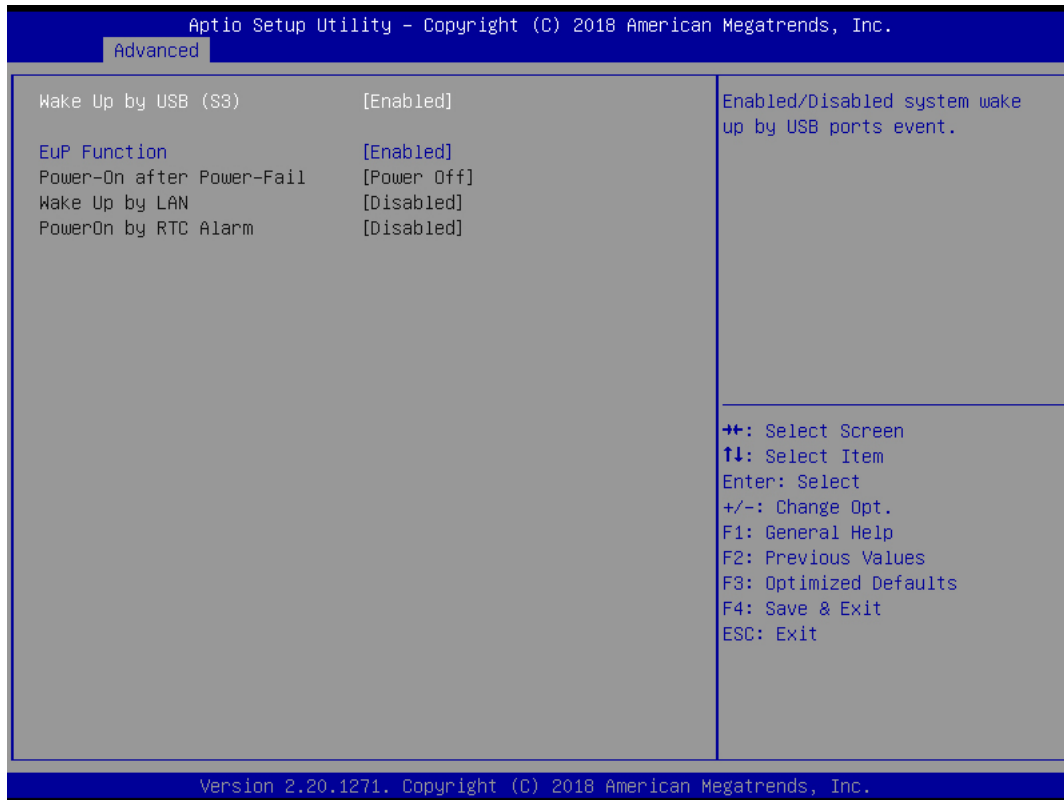 Aptio Setup Utility – Copyright (C) 2018 American Megatrends, Inc.
Advanced
Wake Up by USB (S3) [Enabled]
EuP Function [Enabled]
Power-On after Power-Fail [Power Off]
Wake Up by LAN [Disabled]
PowerOn by RTC Alarm [Disabled]
Enabled/Disabled system wake
up by USB ports event.
→←: Select Screen
↑↓: Select Item
Enter: Select
+/-: Change Opt.
F1: General Help
F2: Previous Values
F3: Optimized Defaults
F4: Save & Exit
ESC: Exit
Version 2.20.1271. Copyright (C) 2018 American Megatrends, Inc.